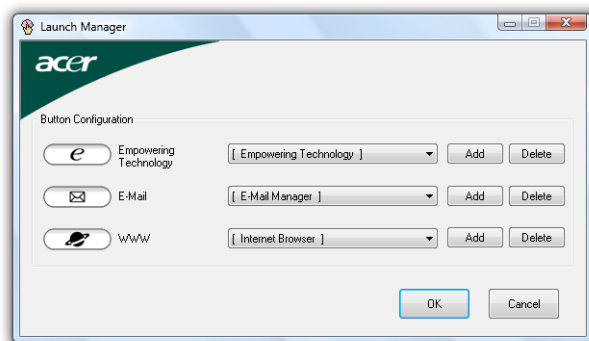 Launch Manager
acer
Button Configuration
e Empowering Technology [ Empowering Technology ] Add Delete
E-Mail [ E-Mail Manager ] Add Delete
WWW [ Internet Browser ] Add Delete
OK Cancel